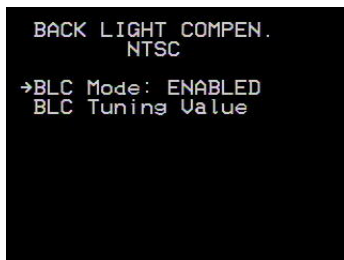 BACK LIGHT COMPEN.
NTSC
→BLC Mode: ENABLED
BLC Tuning Value